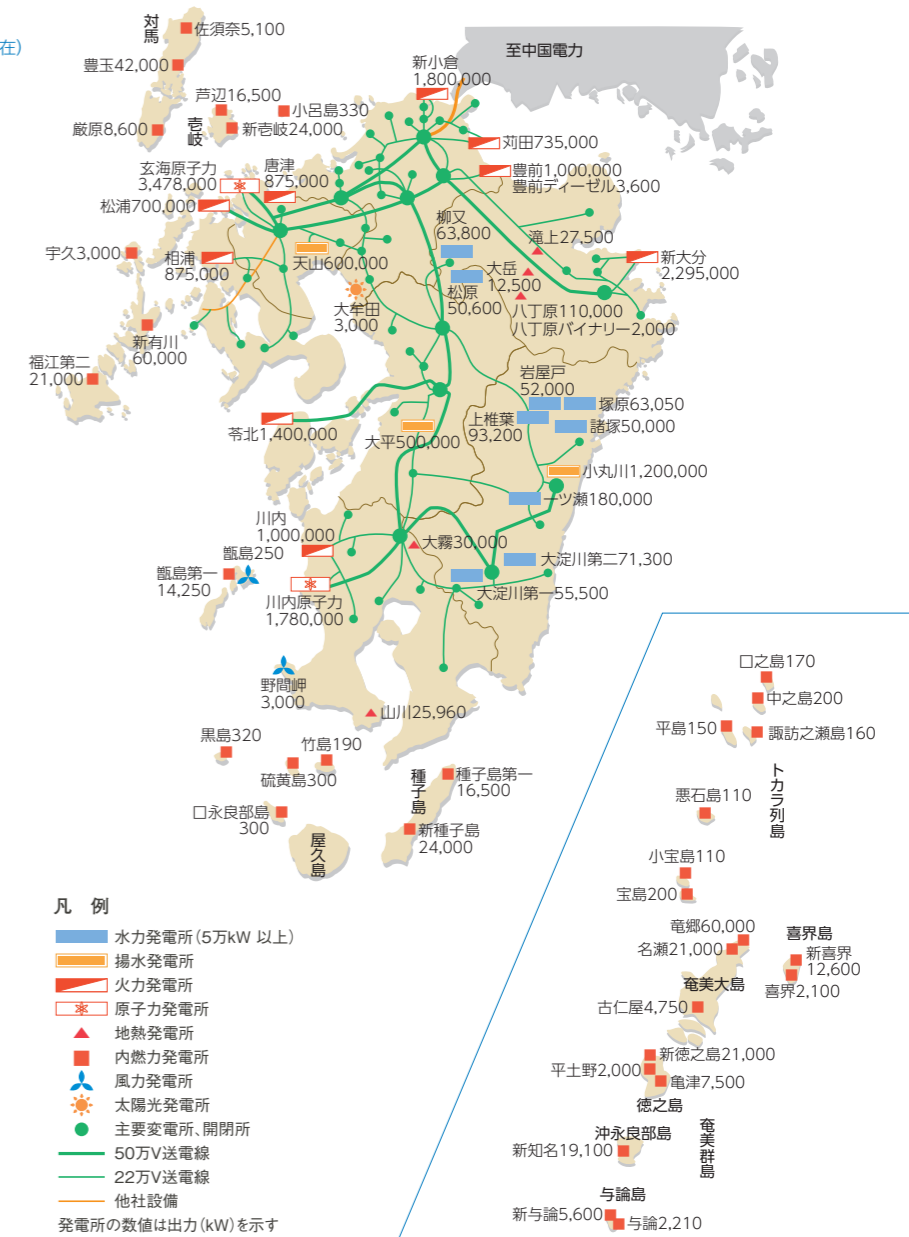 在)
対馬
佐須奈5,100
豊玉42,000
厳原8,600
芦辺16,500
小呂島330
壱岐
新壱岐24,000
至中国電力
新小倉
1,800,000
苅田735,000
豊前1,000,000
豊前ディーゼル3,600
玄海原子力
3,478,000
唐津
875,000
松浦700,000
宇久3,000
相浦
875,000
天山600,000
柳又
63,800
滝上27,500
大岳
12,500
松原
50,600
新大分
2,295,000
八丁原110,000
八丁原バイナリー2,000
大牟田
3,000
新有川
60,000
福江第二
21,000
岩屋戸
52,000
塚原63,050
上椎葉
93,200
諸塚50,000
苓北1,400,000
大平500,000
小丸川1,200,000
一ツ瀬180,000
川内
1,000,000
大霧30,000
甑島250
甑島第一
14,250
大淀川第二71,300
大淀川第一55,500
川内原子力
1,780,000
野間岬
3,000
山川25,960
黒島320
竹島190
硫黄島300
口永良部島
300
種子島
種子島第一
16,500
新種子島
24,000
屋久島
口之島170
中之島200
平島150
諏訪之瀬島160
トカラ列島
悪石島110
小宝島110
宝島200
竜郷60,000
名瀬21,000
喜界島
新喜界
12,600
喜界2,100
奄美大島
古仁屋4,750
新徳之島21,000
平土野2,000
亀津7,500
徳之島
奄美群島
沖永良部島
新知名19,100
与論島
新与論5,600
与論2,210
凡 例
水力発電所(5万kW 以上)
揚水発電所
火力発電所
原子力発電所
地熱発電所
内燃力発電所
風力発電所
太陽光発電所
主要変電所、開閉所
50万V送電線
22万V送電線
他社設備
発電所の数値は出力(kW)を示す